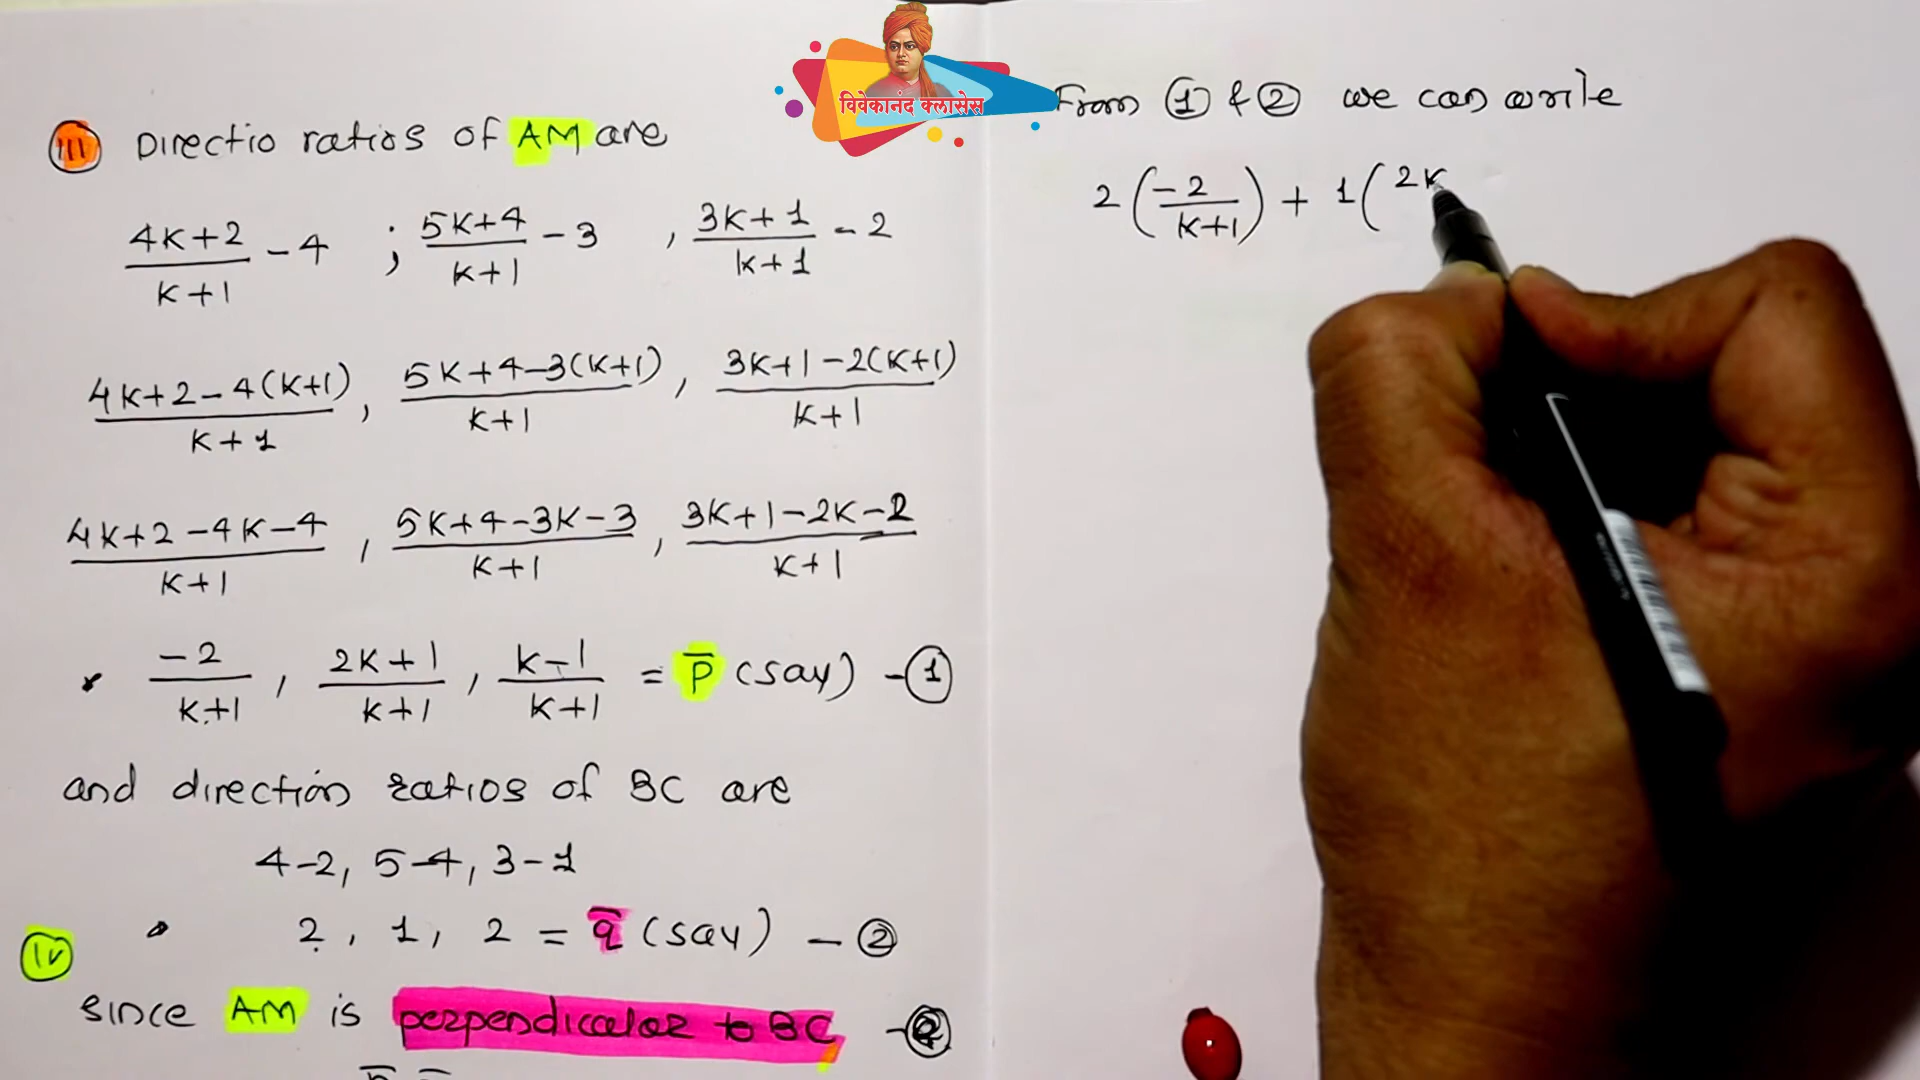 विवेकानंद क्लासेस
III Directio ratios of AM are
4K+2/K+1 - 4 ; 5K+4/K+1 - 3 , 3K+1/K+1 - 2
4K+2-4(K+1)/K+1 , 5K+4-3(K+1)/K+1 , 3K+1-2(K+1)/K+1
4K+2-4K-4/K+1 , 5K+4-3K-3/K+1 , 3K+1-2K-2/K+1
-2/K+1 , 2K+1/K+1 , K-1/K+1 = p̅ (say) - ①
and direction ratios of BC are
4-2, 5-4, 3-1
2, 1, 2 = q̅ (say) - ②
IV
since AM is perpendicular to BC
From ① & ② we can write
2(-2/K+1) + 1(2K